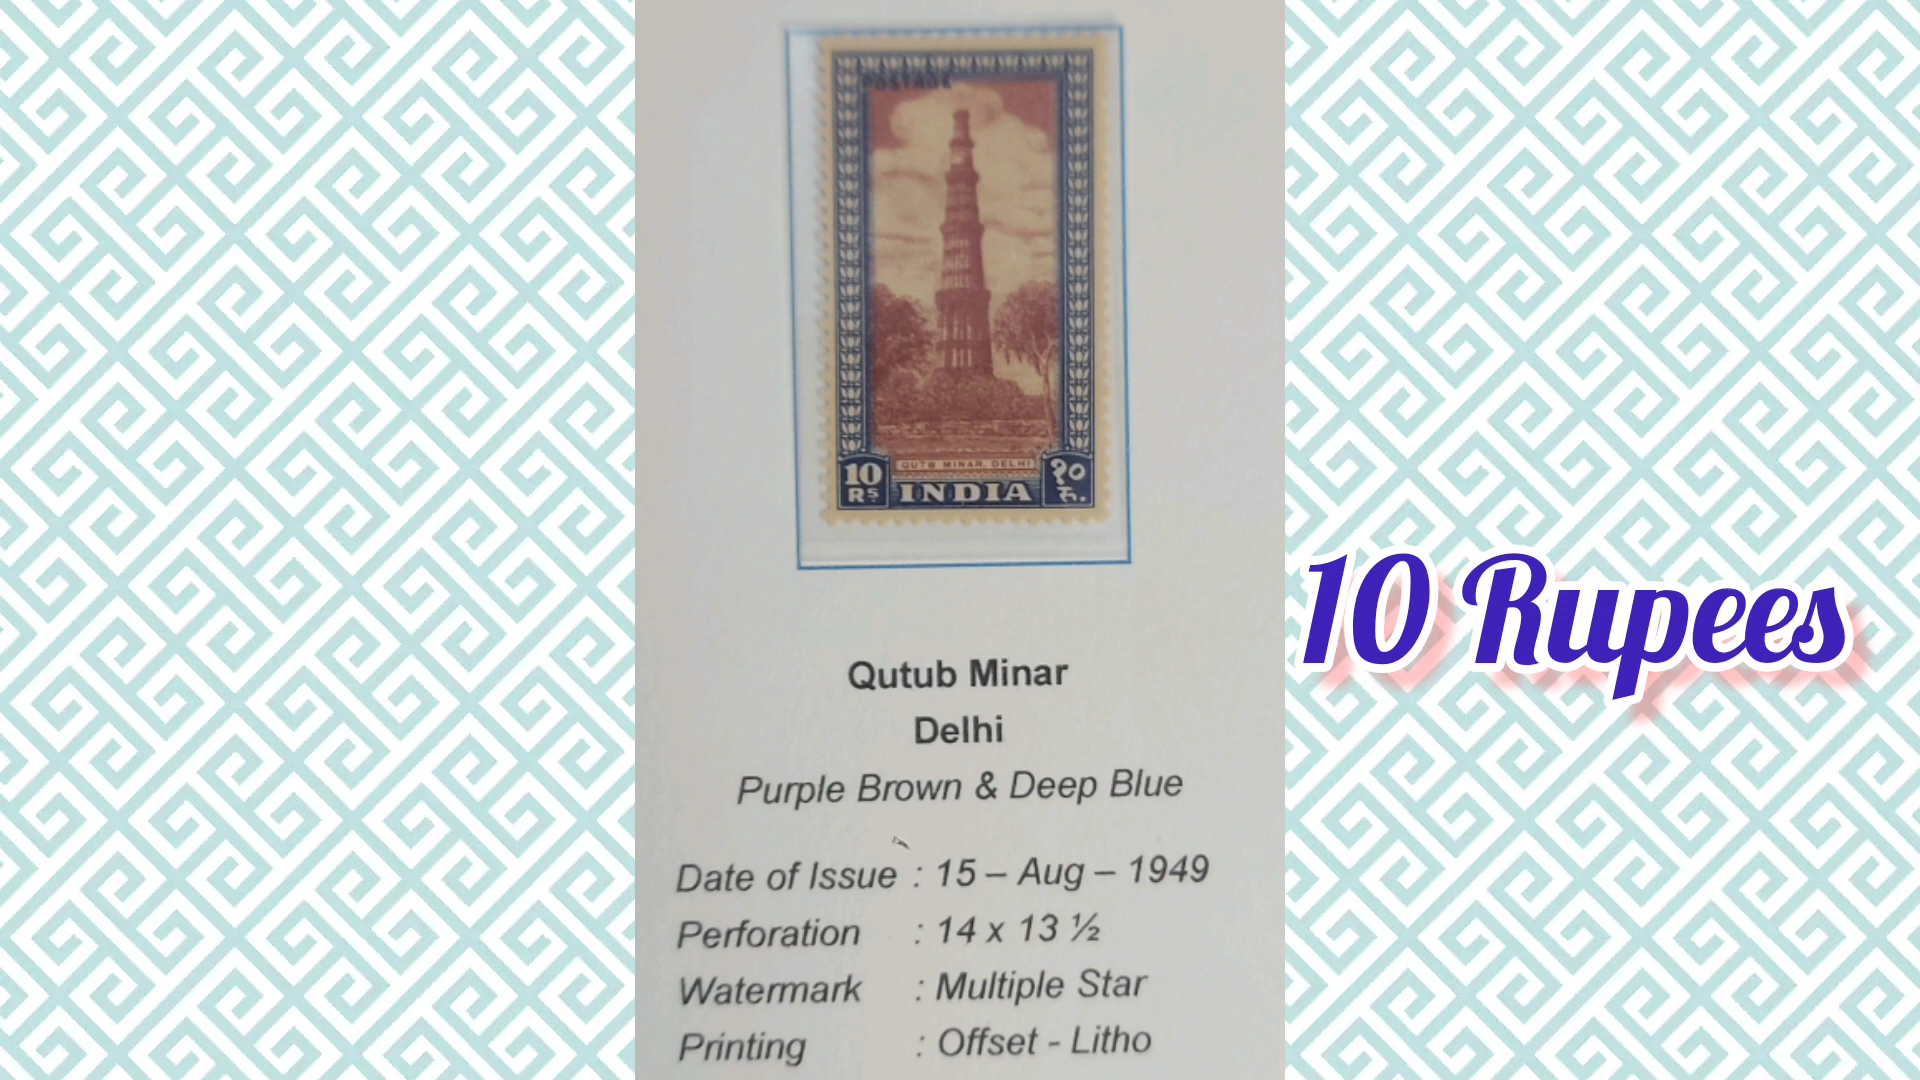 POSTAGE
QUTB MINAR, DELHI
10 Rs INDIA १० रु.
Qutub Minar
Delhi
Purple Brown & Deep Blue
Date of Issue : 15 – Aug – 1949
Perforation : 14 x 13 ½
Watermark : Multiple Star
Printing : Offset - Litho
10 Rupees